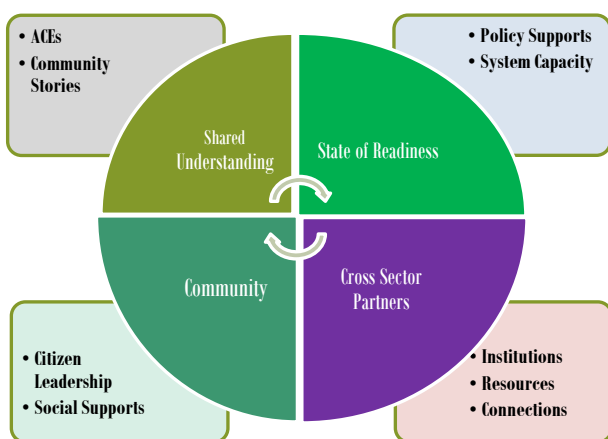 • ACEs
• Community
Stories
• Policy Supports
• System Capacity
Shared
Understanding
State of Readiness
Community
Cross Sector
Partners
• Citizen
Leadership
• Social Supports
• Institutions
• Resources
• Connections